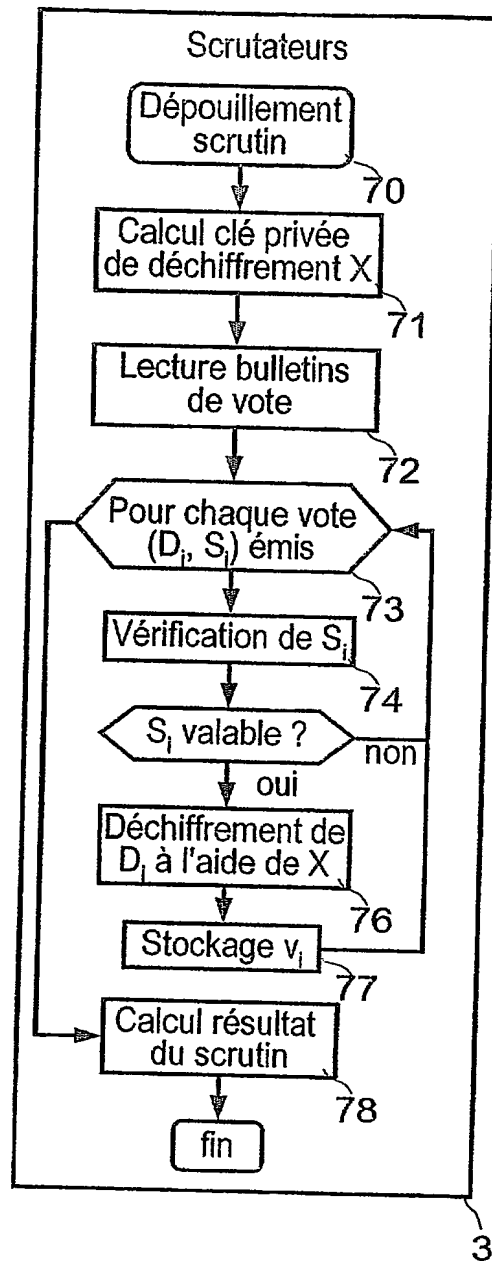 Scrutateurs
Dépouillement
scrutin
70
Calcul clé privée
de déchiffrement X
71
Lecture bulletins
de vote
72
Pour chaque vote
(Di, Si) émis
73
Vérification de Si
74
Si valable ?
non
oui
Déchiffrement de
Di à l'aide de X
76
Stockage vi
77
Calcul résultat
du scrutin
78
fin
3